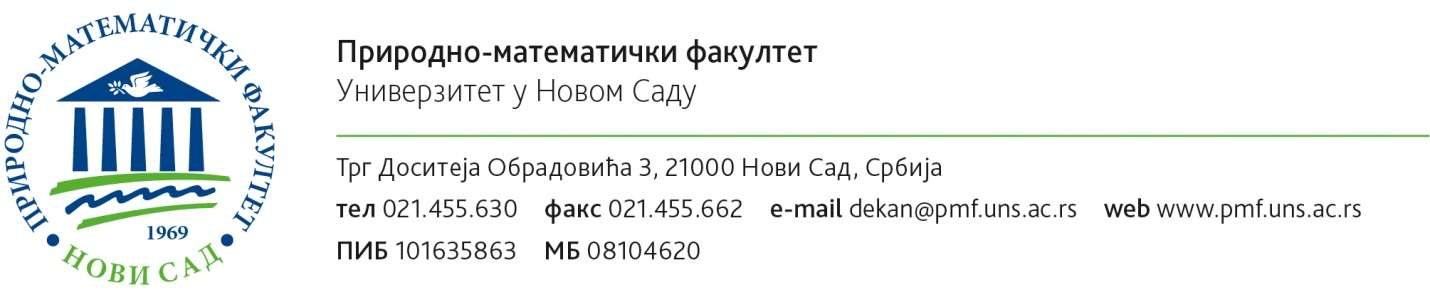 ПРИРОДНО-МАТЕМАТИЧКИ ФАКУЛТЕТ
1969
НОВИ САД
Природно-математички факултет
Универзитет у Новом Саду
Трг Доситеја Обрадовића 3, 21000 Нови Сад, Србија
тел 021.455.630 факс 021.455.662 e-mail dekan@pmf.uns.ac.rs web www.pmf.uns.ac.rs
ПИБ 101635863 МБ 08104620